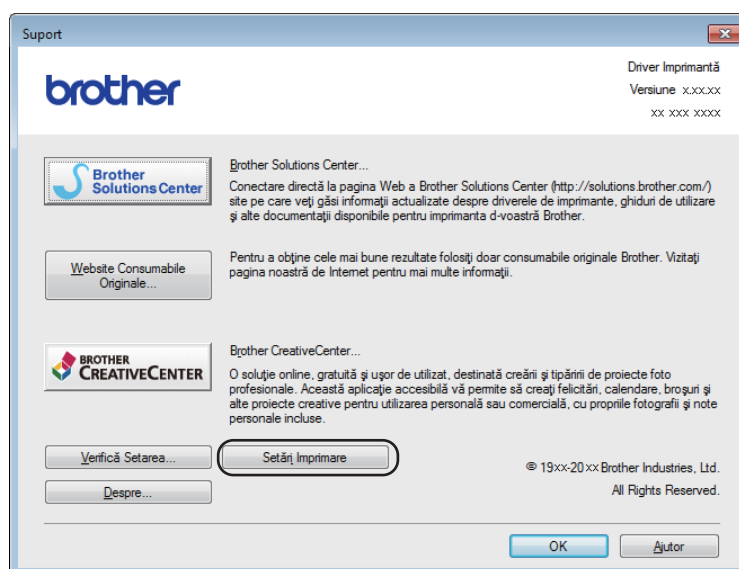 Suport
brother
Driver Imprimantă
Versiune x.xx.xx
xx xxx xxxx
Brother
Solutions Center
Brother Solutions Center...
Conectare directă la pagina Web a Brother Solutions Center (http://solutions.brother.com/)
site pe care veţi găsi informaţii actualizate despre driverele de imprimante, ghiduri de utilizare
şi alte documentaţii disponibile pentru imprimanta d-voastră Brother.
Website Consumabile
Originale...
Pentru a obţine cele mai bune rezultate folosiţi doar consumabile originale Brother. Vizitaţi
pagina noastră de Internet pentru mai multe informaţii.
BROTHER
CREATIVECENTER
Brother CreativeCenter...
O soluţie online, gratuită şi uşor de utilizat, destinată creării şi tipăririi de proiecte foto
profesionale. Această aplicaţie accesibilă vă permite să creaţi felicitări, calendare, broşuri şi
alte proiecte creative pentru utilizarea personală sau comercială, cu propriile fotografii şi note
personale incluse.
Verifică Setarea...
Setări Imprimare
Despre...
© 19xx-20xx Brother Industries, Ltd.
All Rights Reserved.
OK
Ajutor